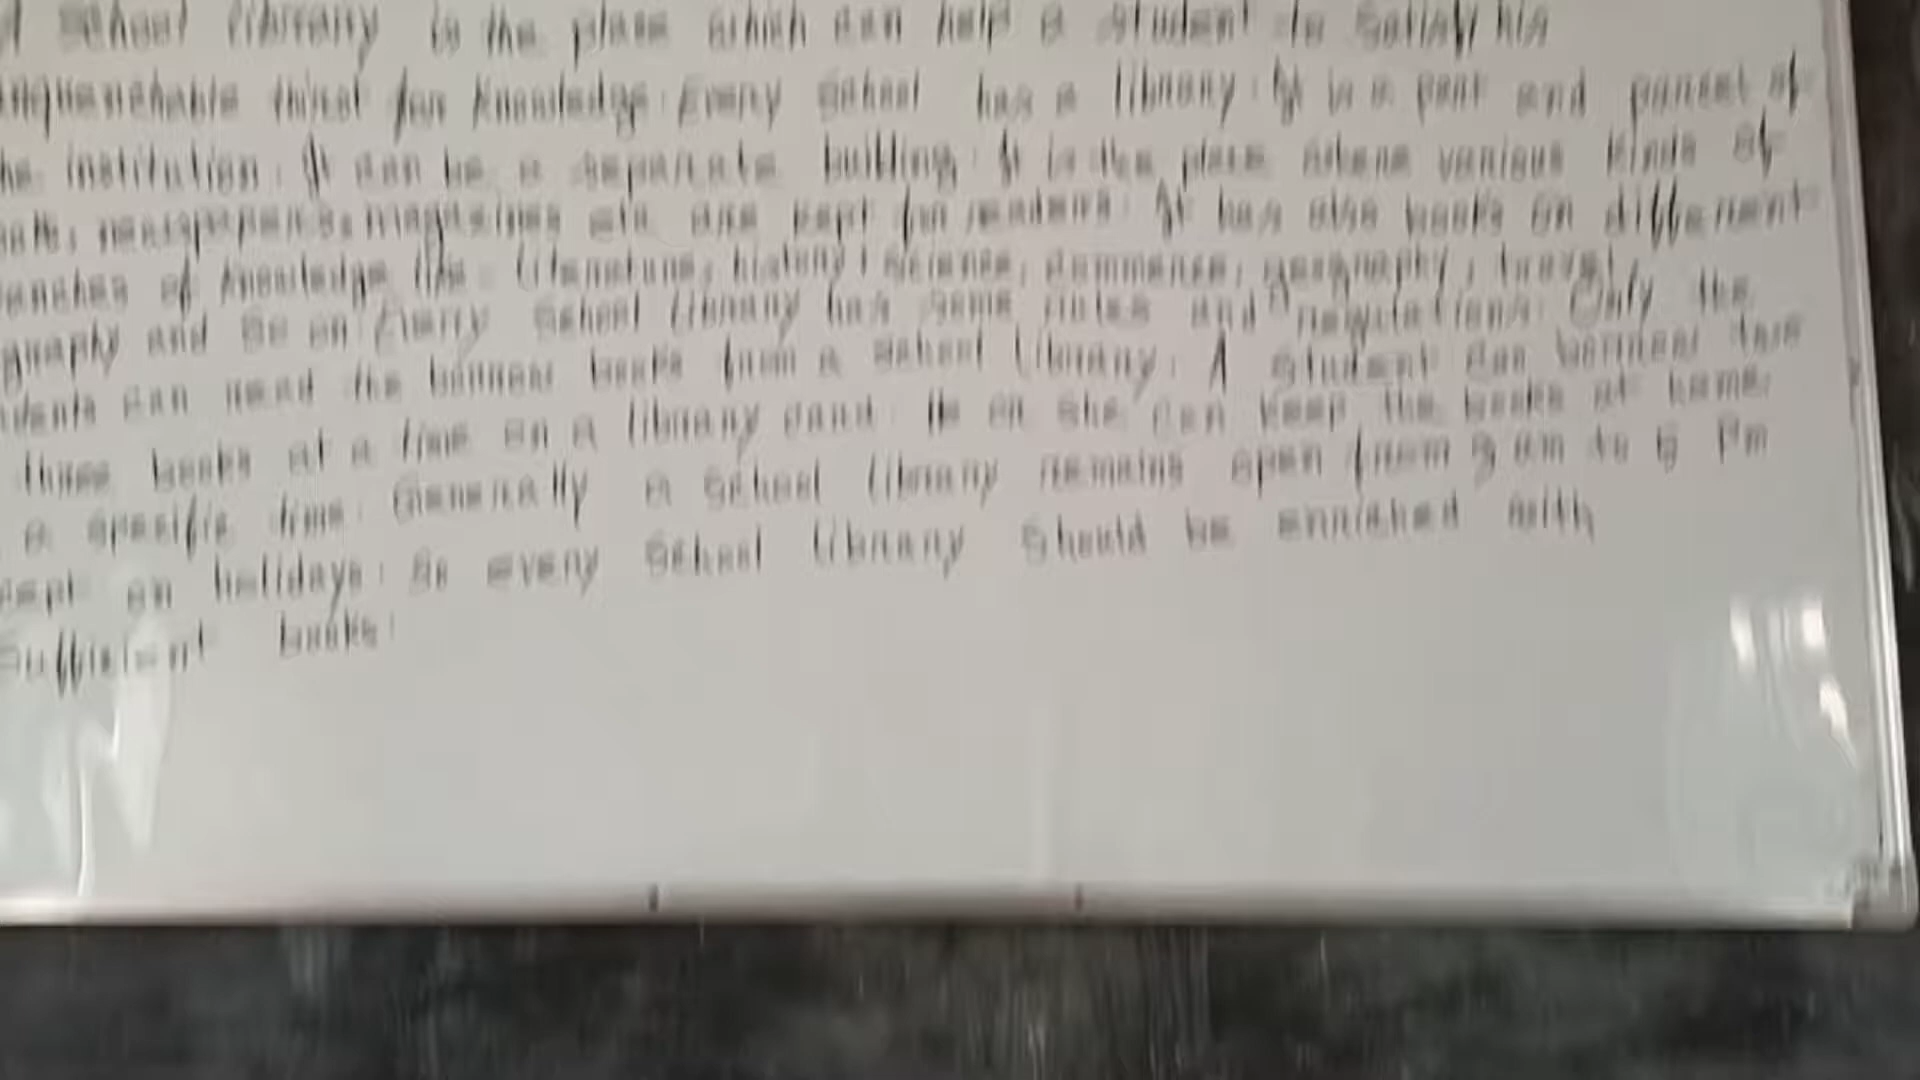 School library is the place which can help a student to satisfy his
thirst for knowledge. Every school has a library. It is a part and parcel of
institution. It can be a separate building. It is the place where various kinds of
newspapers, magazines etc are kept for readers. It has also books on different
of knowledge like literature, history, science, commerce, geography, travel,
and so on. Every school library has some rules and regulations. Only the
can read the borrow books from a school library. A student can borrow two
three books at a time on a library card. He or she can keep the books at home
a specific time. Generally a school library remains open from 9 am to 5 Pm
on holidays. So every school library should be enriched with
sufficient books.